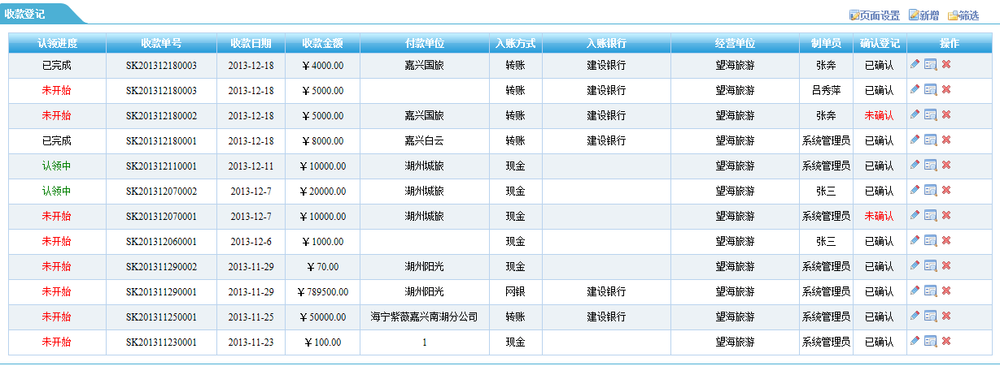 收款登记
页面设置 新增 筛选
认领进度 收款单号 收款日期 收款金额 付款单位 入账方式 入账银行 经营单位 制单员 确认登记 操作
已完成 SK201312180003 2013-12-18 ￥4000.00 嘉兴国旅 转账 建设银行 望海旅游 张奔 已确认
未开始 SK201312180003 2013-12-18 ￥5000.00 转账 建设银行 望海旅游 吕秀萍 已确认
未开始 SK201312180002 2013-12-18 ￥5000.00 嘉兴国旅 转账 建设银行 望海旅游 张奔 未确认
已完成 SK201312180001 2013-12-18 ￥8000.00 嘉兴白云 转账 建设银行 望海旅游 系统管理员 已确认
认领中 SK201312110001 2013-12-11 ￥10000.00 湖州城旅 现金 望海旅游 系统管理员 已确认
认领中 SK201312070002 2013-12-7 ￥20000.00 湖州城旅 现金 望海旅游 张三 已确认
未开始 SK201312070001 2013-12-7 ￥10000.00 湖州城旅 现金 望海旅游 系统管理员 未确认
未开始 SK201312060001 2013-12-6 ￥1000.00 现金 望海旅游 张三 已确认
未开始 SK201311290002 2013-11-29 ￥70.00 湖州阳光 现金 望海旅游 系统管理员 已确认
未开始 SK201311290001 2013-11-29 ￥789500.00 湖州阳光 网银 建设银行 望海旅游 系统管理员 已确认
未开始 SK201311250001 2013-11-25 ￥50000.00 海宁紫薇嘉兴南湖分公司 转账 建设银行 望海旅游 系统管理员 已确认
未开始 SK201311230001 2013-11-23 ￥100.00 1 现金 望海旅游 系统管理员 已确认